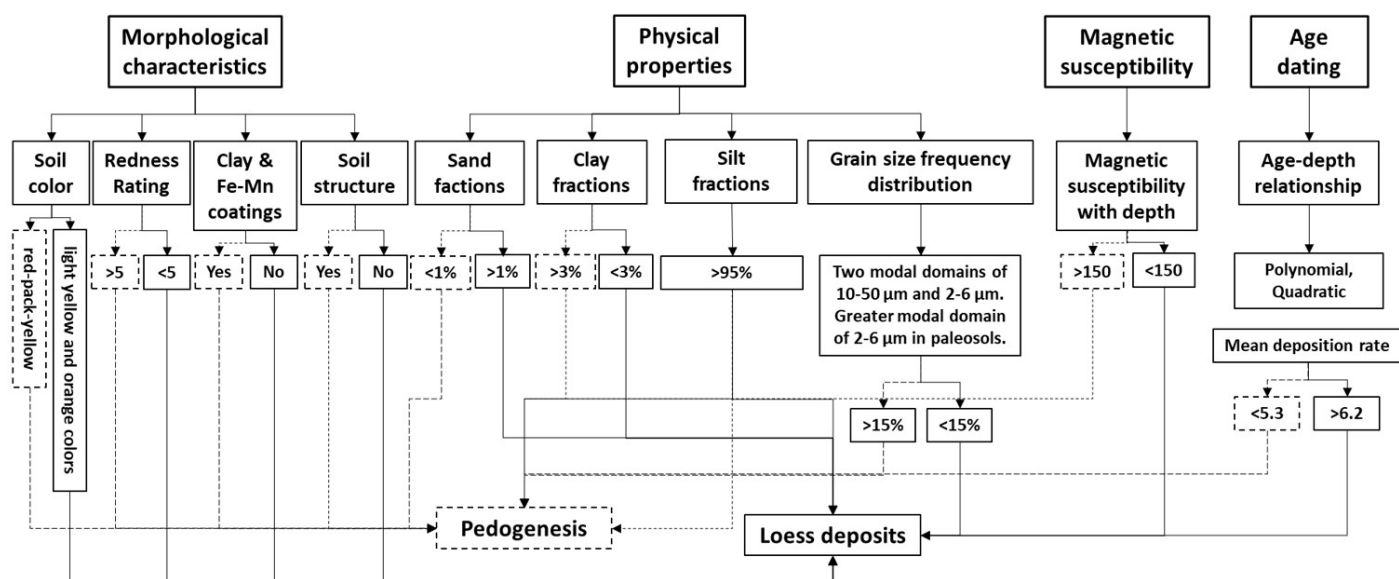 Morphological
characteristics
Physical
properties
Magnetic
susceptibility
Age
dating
Soil
color
Redness
Rating
Clay &
Fe-Mn
coatings
Soil
structure
Sand
factions
Clay
fractions
Silt
fractions
Grain size frequency
distribution
Magnetic
susceptibility
with depth
Age-depth
relationship
red-pack-yellow
light yellow and orange colors
>5
<5
Yes
No
Yes
No
<1%
>1%
>3%
<3%
>95%
Two modal domains of
10-50 µm and 2-6 µm.
Greater modal domain
of 2-6 µm in paleosols.
>150
<150
Polynomial,
Quadratic
Mean deposition rate
>15%
<15%
<5.3
>6.2
Pedogenesis
Loess deposits